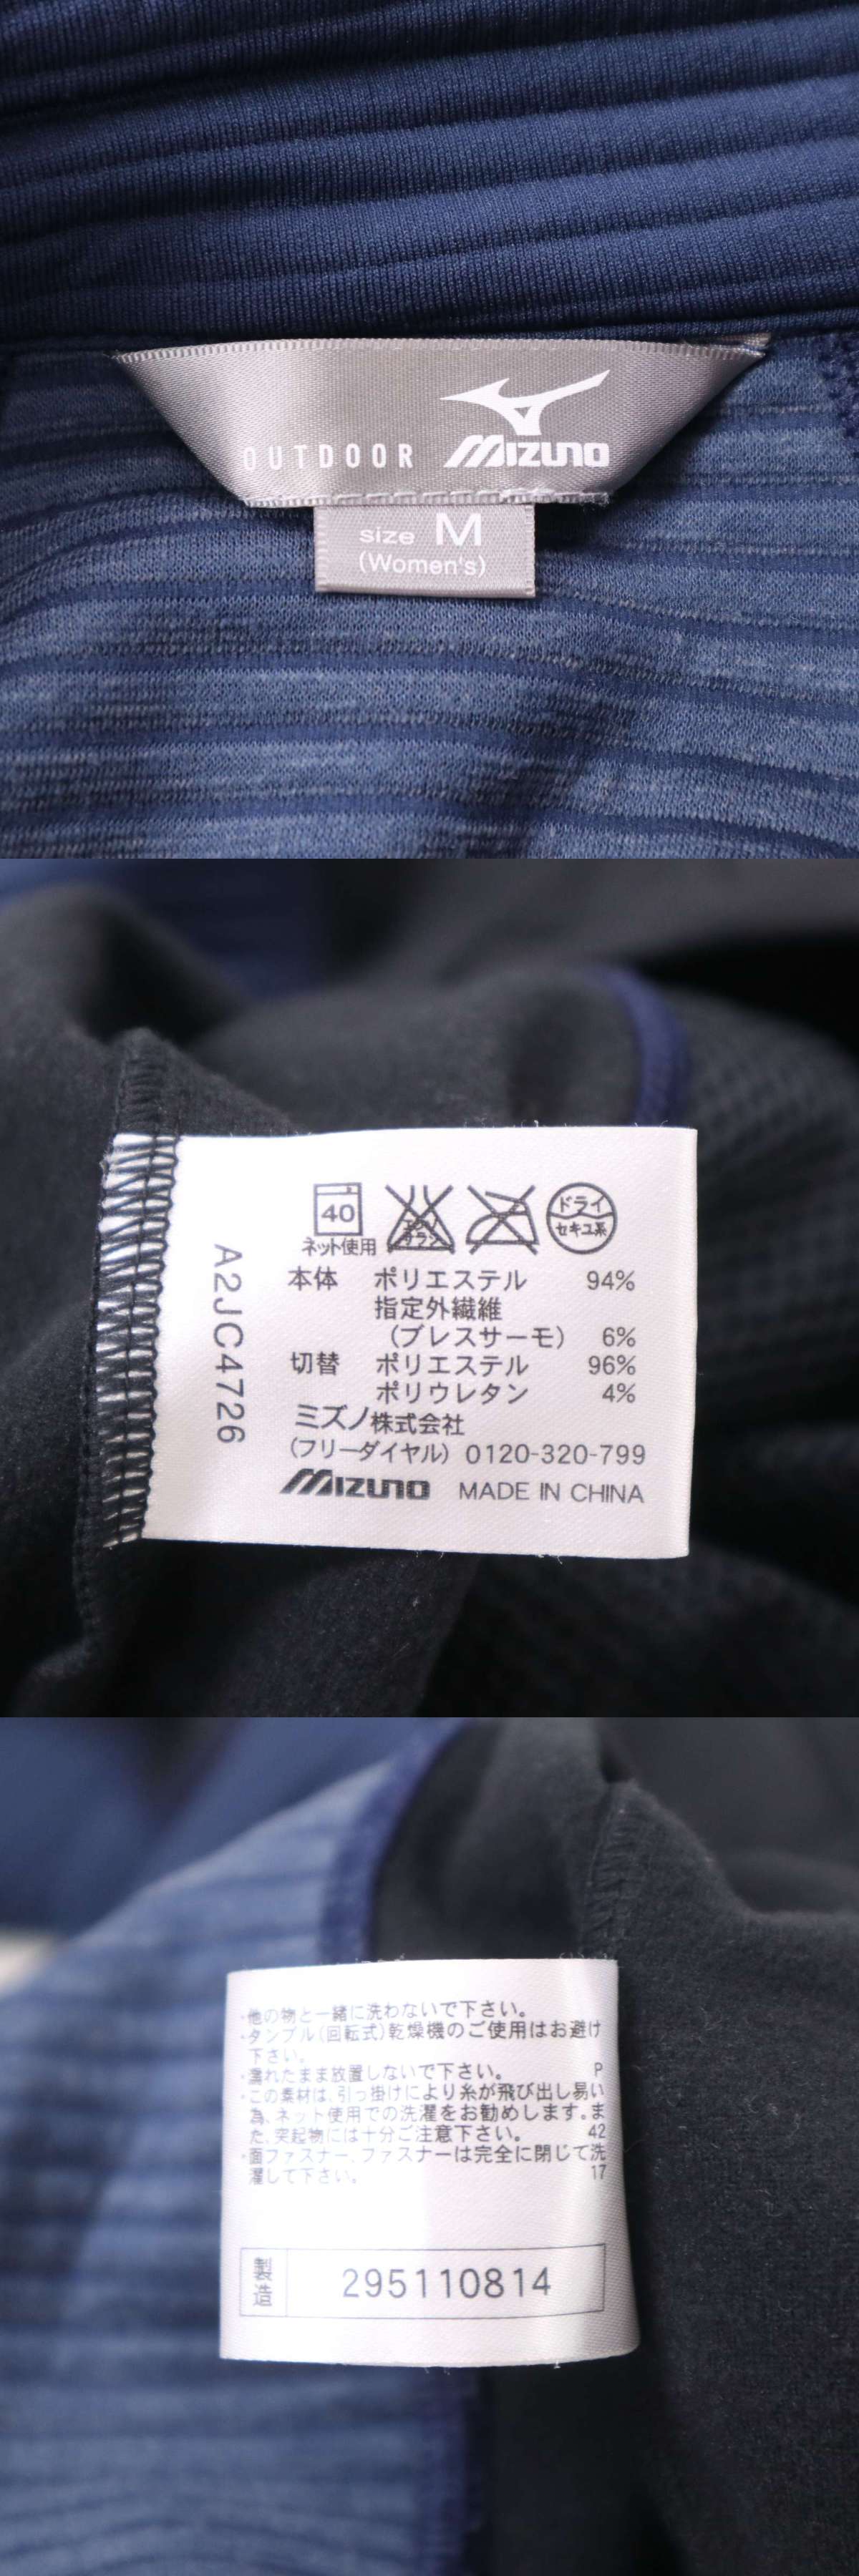 OUTDOOR MIZUNO
size M
(Women's)
40
ネット使用
エンソ
サラシ
ドライ
セキユ系
A2JC4726
本体 ポリエステル 94%
指定外繊維
(ブレスサーモ) 6%
切替 ポリエステル 96%
ポリウレタン 4%
ミズノ株式会社
(フリーダイヤル) 0120-320-799
MIZUNO MADE IN CHINA
・他の物と一緒に洗わないで下さい。
・タンブル(回転式)乾燥機のご使用はお避け
下さい。
・濡れたまま放置しないで下さい。 P
・この素材は、引っ掛けにより糸が飛び出し易い
為、ネット使用での洗濯をお勧めします。ま
た、突起物には十分ご注意下さい。 42
・面ファスナー、ファスナーは完全に閉じて洗
濯して下さい。 17
製造 295110814